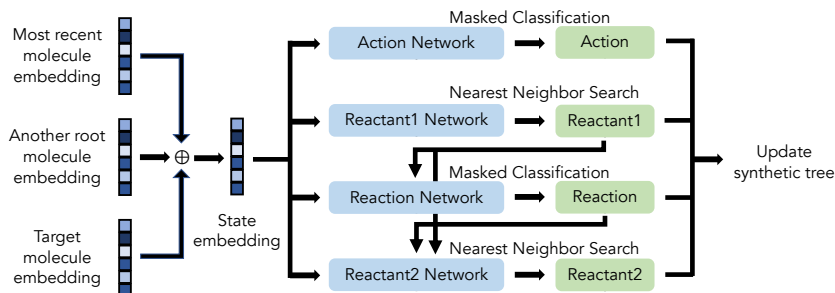 Most recent
molecule
embedding
Another root
molecule
embedding
Target
molecule
embedding
⊕
State
embedding
Masked Classification
Action Network
Action
Nearest Neighbor Search
Reactant1 Network
Reactant1
Masked Classification
Reaction Network
Reaction
Nearest Neighbor Search
Reactant2 Network
Reactant2
Update
synthetic tree